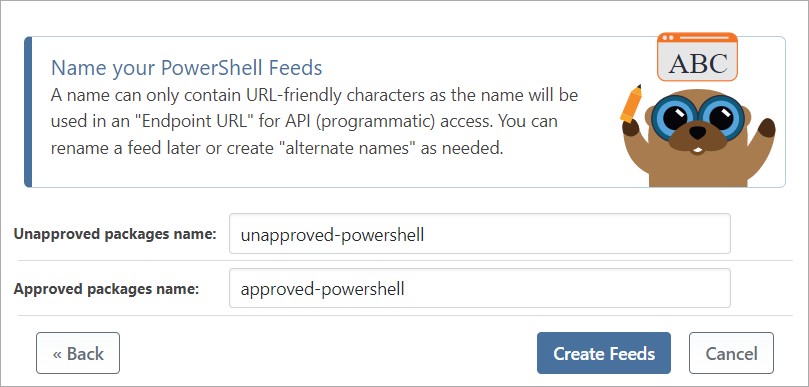 ABC
Name your PowerShell Feeds
A name can only contain URL-friendly characters as the name will be
used in an "Endpoint URL" for API (programmatic) access. You can
rename a feed later or create "alternate names" as needed.
Unapproved packages name: unapproved-powershell
Approved packages name: approved-powershell
« Back Create Feeds Cancel